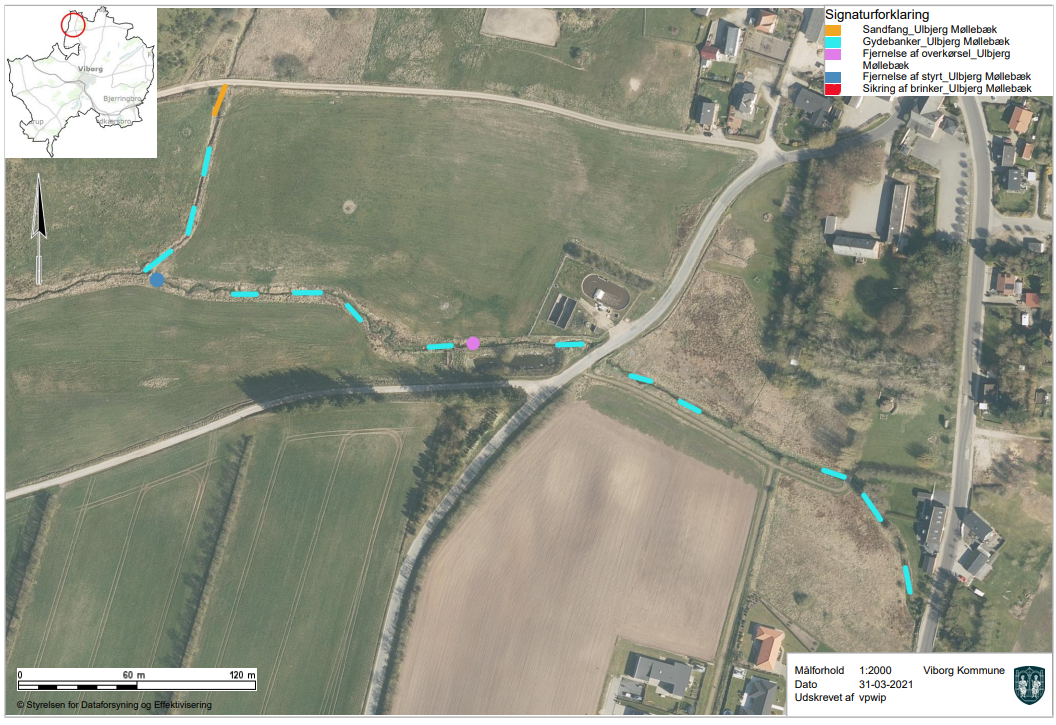 Viborg
Bjerringbro
rup
Signaturforklaring
Sandfang_Ulbjerg Møllebæk
Gydebanker_Ulbjerg Møllebæk
Fjernelse af overkørsel_Ulbjerg
Møllebæk
Fjernelse af styrt_Ulbjerg Møllebæk
Sikring af brinker_Ulbjerg Møllebæk
0 60 m 120 m
© Styrelsen for Dataforsyning og Effektivisering
Målforhold 1:2000 Viborg Kommune
Dato 31-03-2021
Udskrevet af vpwip